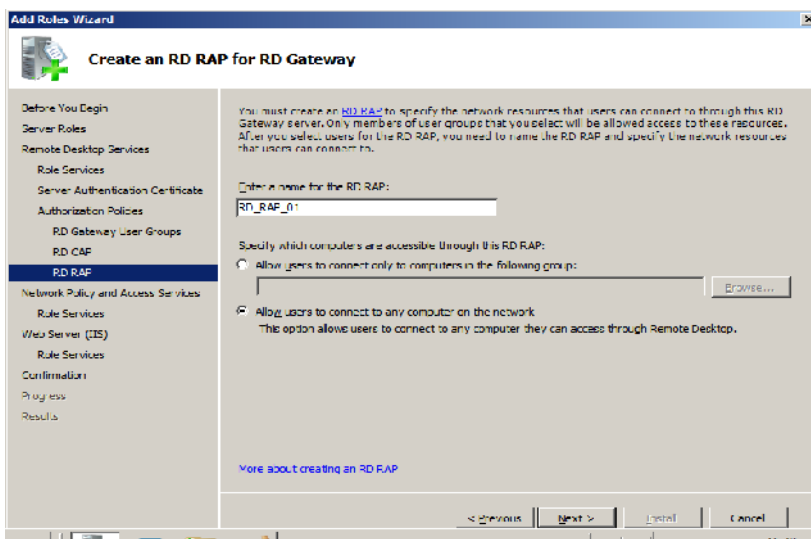 Add Roles Wizard
Create an RD RAP for RD Gateway
Before You Begin
Server Roles
Remote Desktop Services
Role Services
Server Authentication Certificate
Authorization Policies
RD Gateway User Groups
RD CAP
RD RAP
Network Policy and Access Services
Role Services
Web Server (IIS)
Role Services
Confirmation
Progress
Results
You must create an RD RAP to specify the network resources that users can connect to through this RD
Gateway server. Only members of user groups that you select will be allowed access to these resources.
After you select users for the RD RAP, you need to name the RD RAP and specify the network resources
that users can connect to.
Enter a name for the RD RAP:
RD_RAP_01
Specify which computers are accessible through this RD RAP:
Allow users to connect only to computers in the following group:
Browse...
Allow users to connect to any computer on the network
This option allows users to connect to any computer they can access through Remote Desktop.
More about creating an RD RAP
< Previous
Next >
Install
Cancel